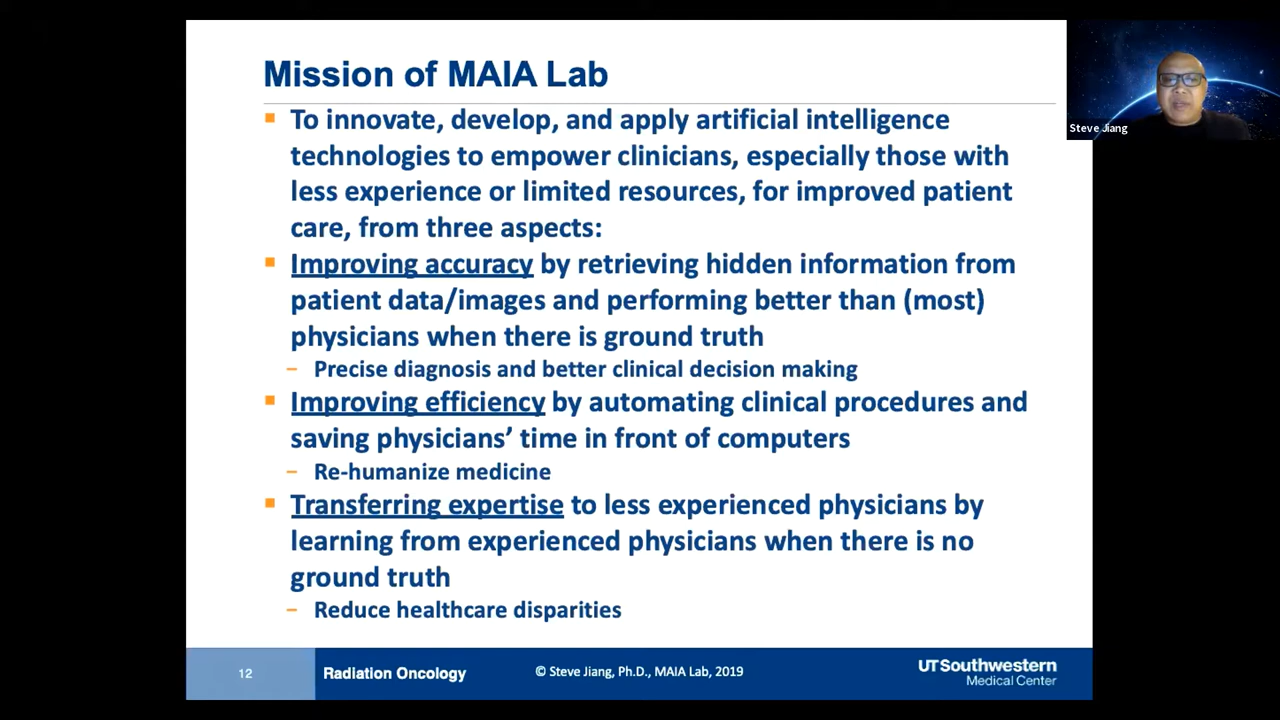 Mission of MAIA Lab
To innovate, develop, and apply artificial intelligence
technologies to empower clinicians, especially those with
less experience or limited resources, for improved patient
care, from three aspects:
Improving accuracy by retrieving hidden information from
patient data/images and performing better than (most)
physicians when there is ground truth
– Precise diagnosis and better clinical decision making
Improving efficiency by automating clinical procedures and
saving physicians’ time in front of computers
– Re-humanize medicine
Transferring expertise to less experienced physicians by
learning from experienced physicians when there is no
ground truth
– Reduce healthcare disparities
12
Radiation Oncology
© Steve Jiang, Ph.D., MAIA Lab, 2019
UTSouthwestern
Medical Center
Steve Jiang